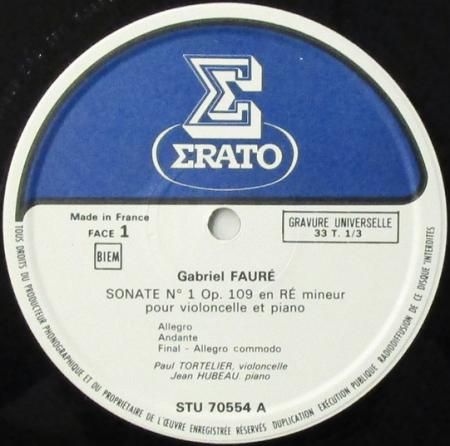 Σ
ΣRATO
Made in France
FACE 1
BIEM
GRAVURE UNIVERSELLE
33 T. 1/3
Gabriel FAURÉ
SONATE N° 1 Op. 109 en RÉ mineur
pour violoncelle et piano
Allegro
Andante
Final - Allegro commodo
Paul TORTELIER, violoncelle
Jean HUBEAU, piano
STU 70554 A
TOUS DROITS DU PRODUCTEUR PHONOGRAPHIQUE ET DU PROPRIÉTAIRE DE L'ŒUVRE ENREGISTRÉE RÉSERVÉS DUPLICATION EXÉCUTION PUBLIQUE RADIODIFFUSION DE CE DISQUE INTERDITES